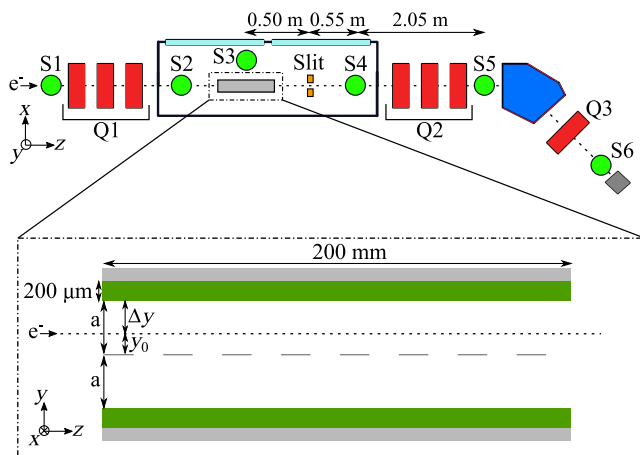 0.50 m 0.55 m 2.05 m
S1 S2 S3 Slit S4 S5
e⁻
Q1 Q2 Q3
x
y z
S6
200 mm
200 μm
a Δy
e⁻ y₀
a
y
x z